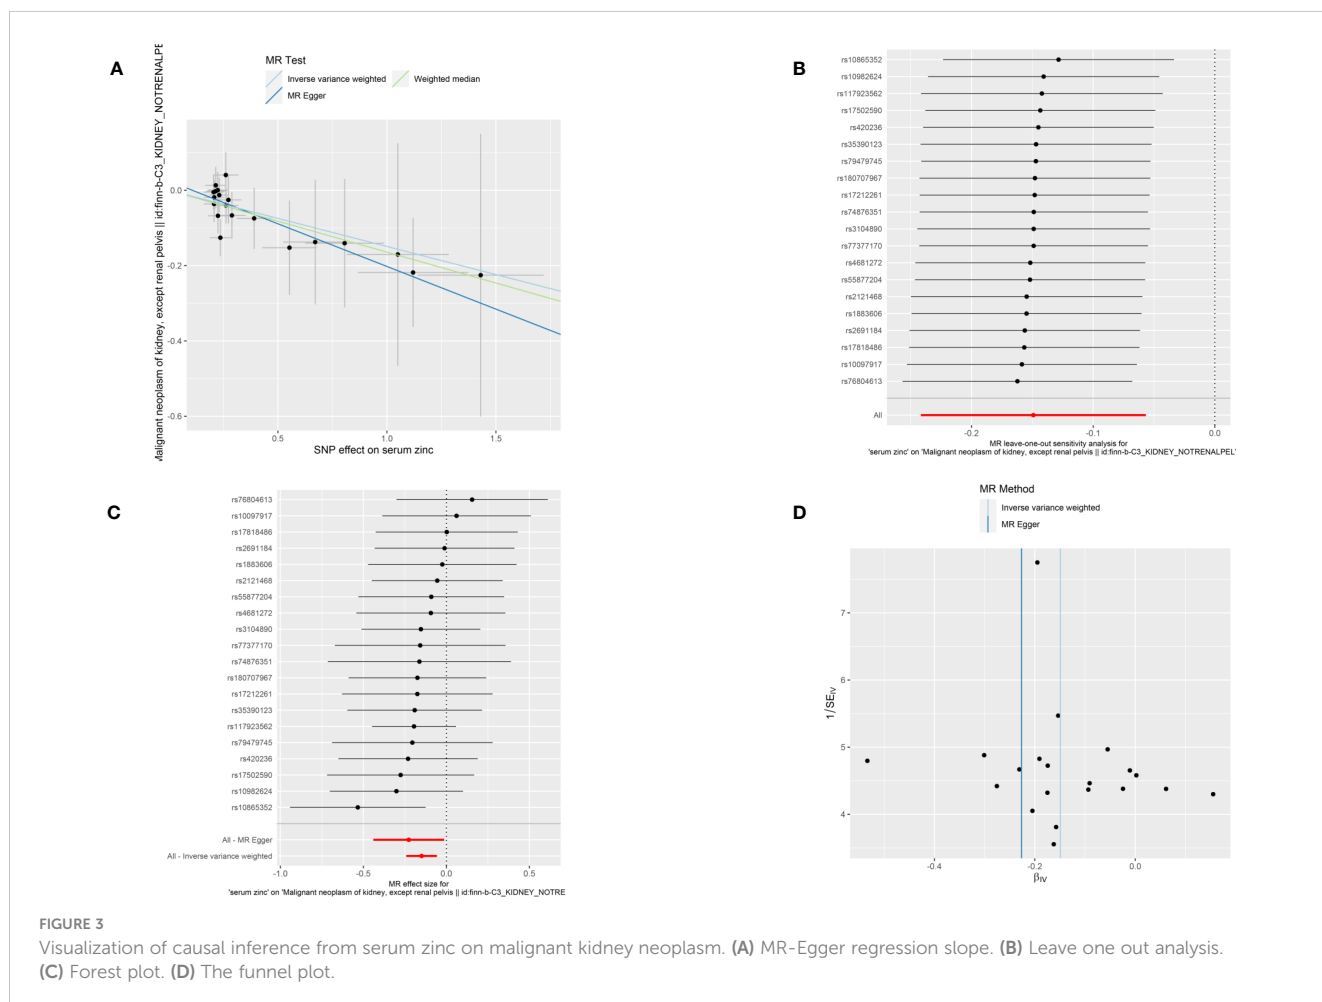 A
MR Test
Inverse variance weighted
Weighted median
MR Egger
Malignant neoplasm of kidney, except renal pelvis || id:finn-b-C3_KIDNEY_NOTRENALPE
0.0
-0.2
-0.4
-0.6
0.5
1.0
1.5
SNP effect on serum zinc
B
rs10865352
rs10982624
rs117923562
rs17502590
rs420236
rs35390123
rs79479745
rs180707967
rs17212261
rs74876351
rs3104890
rs77377170
rs4681272
rs55877204
rs2121468
rs1883606
rs2691184
rs17818486
rs10097917
rs76804613
All
-0.2
-0.1
0.0
MR leave-one-out sensitivity analysis for
'serum zinc' on 'Malignant neoplasm of kidney, except renal pelvis || id:finn-b-C3_KIDNEY_NOTRENALPEL'
C
rs76804613
rs10097917
rs17818486
rs2691184
rs1883606
rs2121468
rs55877204
rs4681272
rs3104890
rs77377170
rs74876351
rs180707967
rs17212261
rs35390123
rs117923562
rs79479745
rs420236
rs17502590
rs10982624
rs10865352
All - MR Egger
All - Inverse variance weighted
-1.0
-0.5
0.0
0.5
MR effect size for
'serum zinc' on 'Malignant neoplasm of kidney, except renal pelvis || id:finn-b-C3_KIDNEY_NOTRE
D
MR Method
Inverse variance weighted
MR Egger
1/SE_IV
7
6
5
4
-0.4
-0.2
0.0
β_IV
FIGURE 3
Visualization of causal inference from serum zinc on malignant kidney neoplasm. (A) MR-Egger regression slope. (B) Leave one out analysis.
(C) Forest plot. (D) The funnel plot.